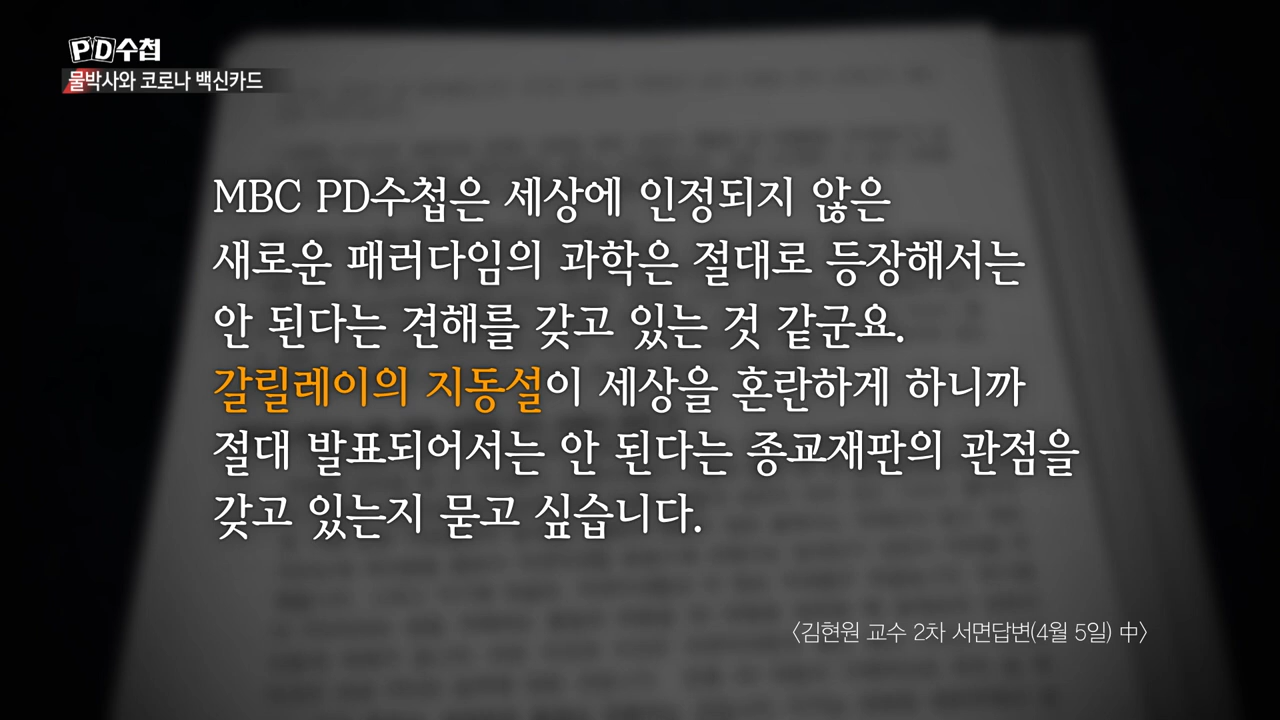 PD수첩
물박사와 코로나 백신카드
MBC PD수첩은 세상에 인정되지 않은
새로운 패러다임의 과학은 절대로 등장해서는
안 된다는 견해를 갖고 있는 것 같군요.
갈릴레이의 지동설이 세상을 혼란하게 하니까
절대 발표되어서는 안 된다는 종교재판의 관점을
갖고 있는지 묻고 싶습니다.
〈김현원 교수 2차 서면답변(4월 5일) 中〉